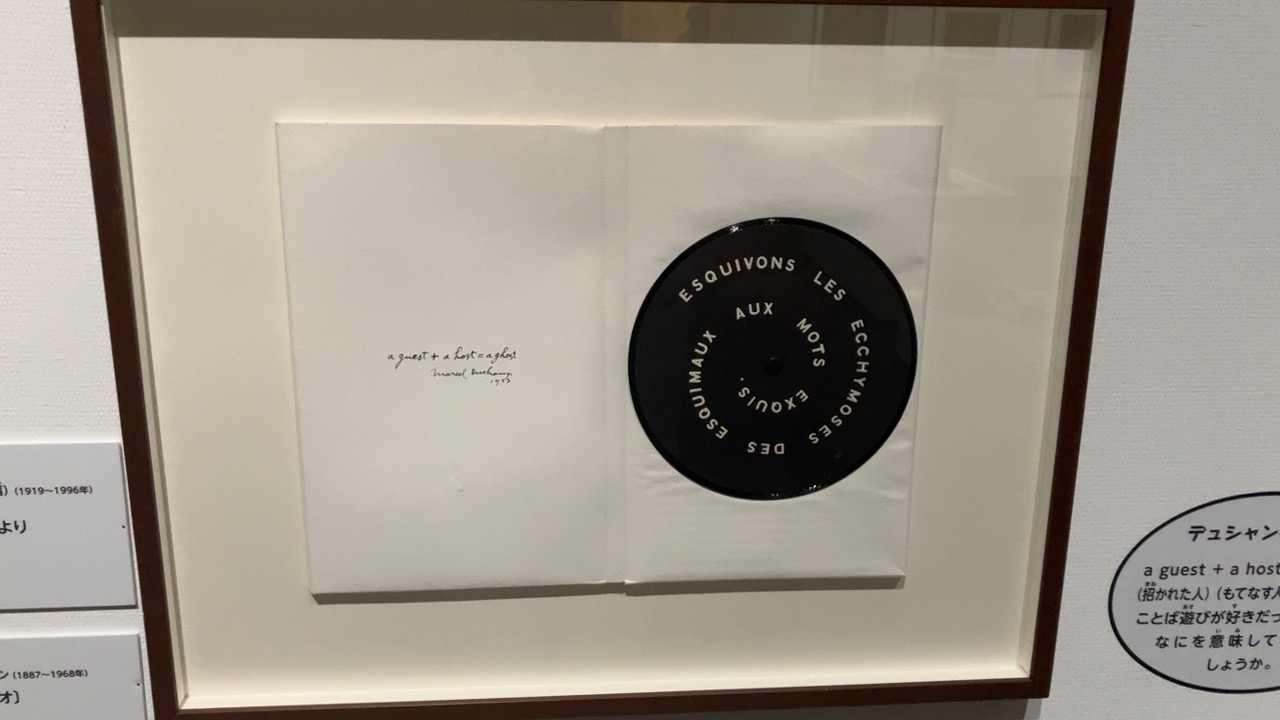 a guest + a host = a ghost
Marcel Duchamp
1953
ESQUIVONS LES ECCHYMOSES DES ESQUIMAUX AUX MOTS EXQUIS.
(1919〜1996年)
より
ン (1887〜1968年)
オ〕
デュシャン
a guest + a host
(招かれた人) (もてなす人
ことば遊びが好きだっ
なにを意味して
しょうか。